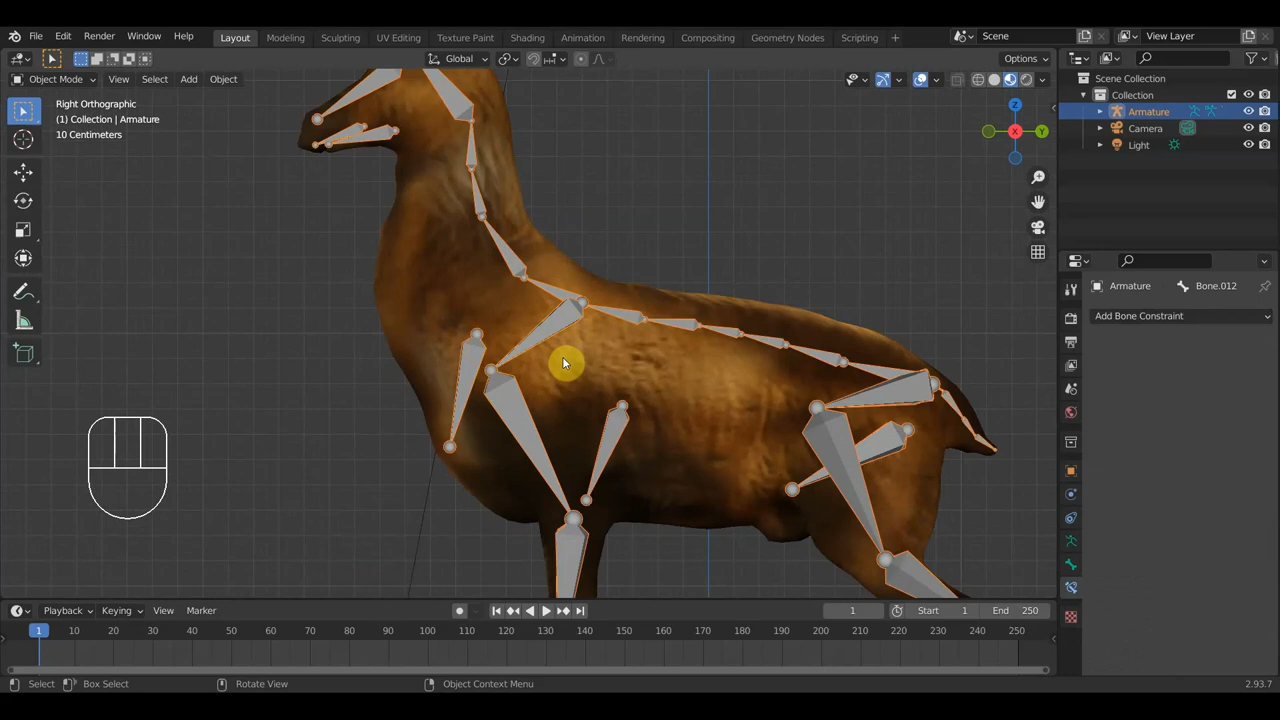 File Edit Render Window Help Layout Modeling Sculpting UV Editing Texture Paint Shading Animation Rendering Compositing Geometry Nodes Scripting + Scene View Layer
Global Options
Object Mode View Select Add Object
Right Orthographic
(1) Collection | Armature
10 Centimeters
Z
X
Y
Scene Collection
Collection
Armature
Camera
Light
Armature Bone.012
Add Bone Constraint
Playback Keying View Marker 1 Start 1 End 250
1 10 20 30 40 50 60 70 80 90 100 110 120 130 140 150 160 170 180 190 200 210 220 230 240 250
Select Box Select Rotate View Object Context Menu 2.93.7